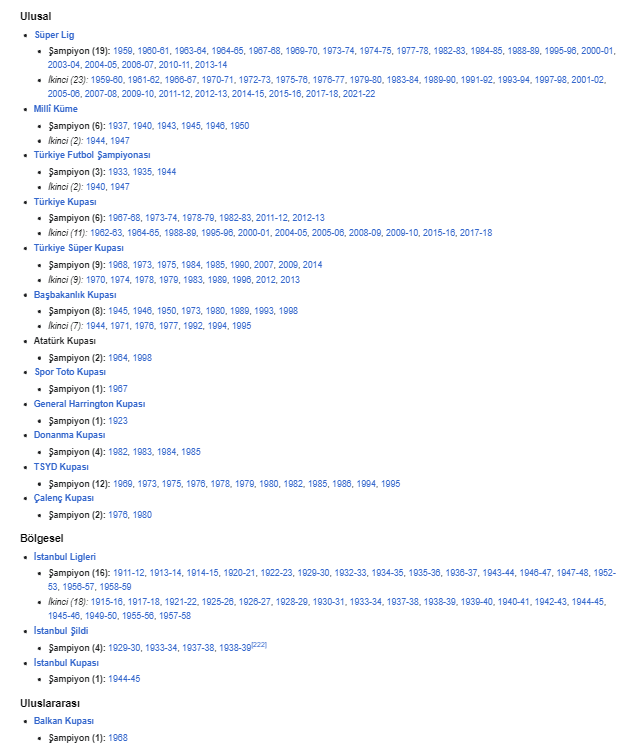 Ulusal
Süper Lig
Şampiyon (19): 1959, 1960-61, 1963-64, 1964-65, 1967-68, 1969-70, 1973-74, 1974-75, 1977-78, 1982-83, 1984-85, 1988-89, 1995-96, 2000-01,
2003-04, 2004-05, 2006-07, 2010-11, 2013-14
İkinci (23): 1959-60, 1961-62, 1966-67, 1970-71, 1972-73, 1975-76, 1976-77, 1979-80, 1983-84, 1989-90, 1991-92, 1993-94, 1997-98, 2001-02,
2005-06, 2007-08, 2009-10, 2011-12, 2012-13, 2014-15, 2015-16, 2017-18, 2021-22
Millî Küme
Şampiyon (6): 1937, 1940, 1943, 1945, 1946, 1950
İkinci (2): 1944, 1947
Türkiye Futbol Şampiyonası
Şampiyon (3): 1933, 1935, 1944
İkinci (2): 1940, 1947
Türkiye Kupası
Şampiyon (6): 1967-68, 1973-74, 1978-79, 1982-83, 2011-12, 2012-13
İkinci (11): 1962-63, 1964-65, 1988-89, 1995-96, 2000-01, 2004-05, 2005-06, 2008-09, 2009-10, 2015-16, 2017-18
Türkiye Süper Kupası
Şampiyon (9): 1968, 1973, 1975, 1984, 1985, 1990, 2007, 2009, 2014
İkinci (9): 1970, 1974, 1978, 1979, 1983, 1989, 1996, 2012, 2013
Başbakanlık Kupası
Şampiyon (8): 1945, 1946, 1950, 1973, 1980, 1989, 1993, 1998
İkinci (7): 1944, 1971, 1976, 1977, 1992, 1994, 1995
Atatürk Kupası
Şampiyon (2): 1964, 1998
Spor Toto Kupası
Şampiyon (1): 1967
General Harrington Kupası
Şampiyon (1): 1923
Donanma Kupası
Şampiyon (4): 1982, 1983, 1984, 1985
TSYD Kupası
Şampiyon (12): 1969, 1973, 1975, 1976, 1978, 1979, 1980, 1982, 1985, 1986, 1994, 1995
Çalenç Kupası
Şampiyon (2): 1976, 1980
Bölgesel
İstanbul Ligleri
Şampiyon (16): 1911-12, 1913-14, 1914-15, 1920-21, 1922-23, 1929-30, 1932-33, 1934-35, 1935-36, 1936-37, 1943-44, 1946-47, 1947-48, 1952-
53, 1956-57, 1958-59
İkinci (18): 1915-16, 1917-18, 1921-22, 1925-26, 1926-27, 1928-29, 1930-31, 1933-34, 1937-38, 1938-39, 1939-40, 1940-41, 1942-43, 1944-45,
1945-46, 1949-50, 1955-56, 1957-58
İstanbul Şildi
Şampiyon (4): 1929-30, 1933-34, 1937-38, 1938-39[222]
İstanbul Kupası
Şampiyon (1): 1944-45
Uluslararası
Balkan Kupası
Şampiyon (1): 1968